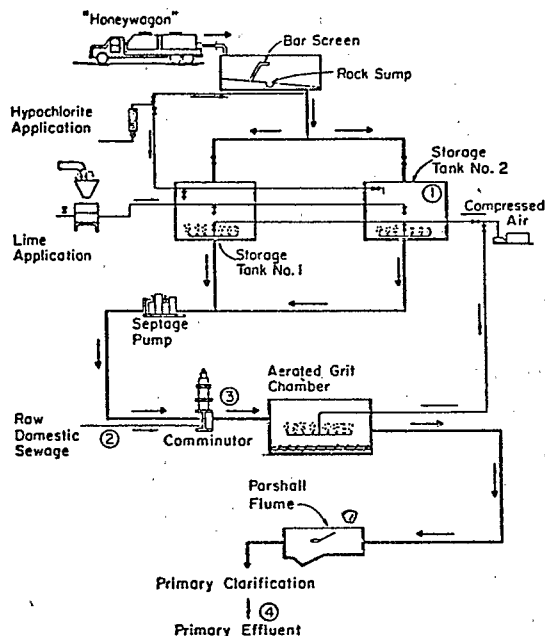 "Honeywagon"
Bar Screen
Rock Sump
Hypochlorite
Application
Storage
Tank No. 2
①
Compressed
Air
Lime
Application
Storage
Tank No. 1
Septage
Pump
Aerated Grit
Chamber
③
Raw
Domestic
Sewage
②
Comminutor
Parshall
Flume
Primary Clarification
④
Primary Effluent